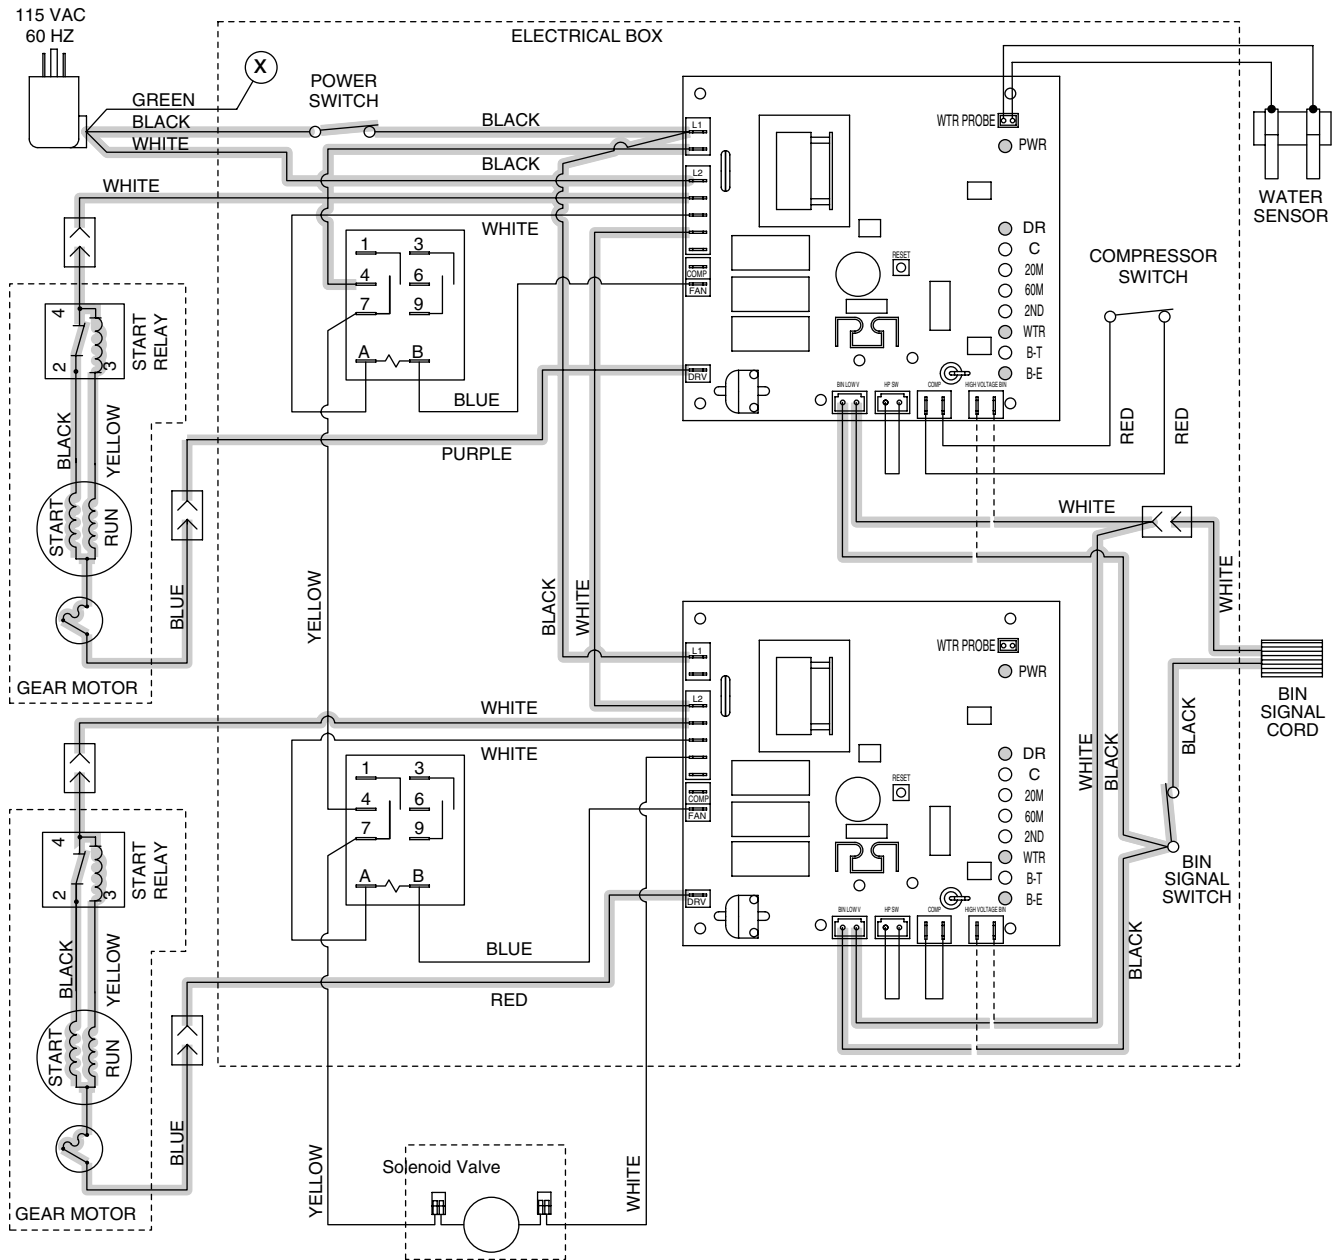 115 VAC
60 HZ
ELECTRICAL BOX
X
POWER
SWITCH
GREEN
BLACK
WHITE
BLACK
BLACK
WHITE
WHITE
L1
L2
COMP
FAN
DRV
WTR PROBE
PWR
DR
C
20M
60M
2ND
WTR
B-T
B-E
RESET
BIN LOW V
HP SW
COMP
HIGH VOLTAGE BIN
WATER
SENSOR
COMPRESSOR
SWITCH
RED
RED
1
3
4
6
7
9
A
B
BLUE
PURPLE
4
2
3
START
RELAY
BLACK
YELLOW
START
RUN
BLUE
GEAR MOTOR
YELLOW
BLACK
WHITE
WHITE
WHITE
BIN
SIGNAL
CORD
BLACK
WHITE
BLACK
BIN
SIGNAL
SWITCH
BLACK
WHITE
WHITE
L1
L2
COMP
FAN
DRV
WTR PROBE
PWR
DR
C
20M
60M
2ND
WTR
B-T
B-E
RESET
BIN LOW V
HP SW
COMP
HIGH VOLTAGE BIN
1
3
4
6
7
9
A
B
BLUE
RED
4
2
3
START
RELAY
BLACK
YELLOW
START
RUN
BLUE
GEAR MOTOR
YELLOW
Solenoid Valve
WHITE